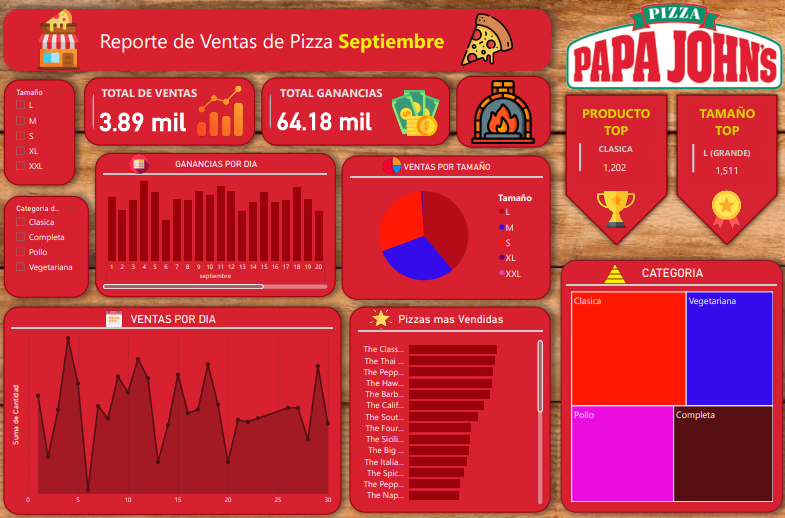 Reporte de Ventas de Pizza Septiembre
PIZZA
PAPA JOHN'S
Tamaño
L
M
S
XL
XXL
TOTAL DE VENTAS
3.89 mil
TOTAL GANANCIAS
64.18 mil
PRODUCTO
TOP
CLASICA
1,202
TAMAÑO
TOP
L (GRANDE)
1,511
Categoria d...
Clasica
Completa
Pollo
Vegetariana
GANANCIAS POR DIA
1 2 3 4 5 6 7 8 9 10 11 12 13 14 15 16 17 18 19 20
septiembre
VENTAS POR TAMAÑO
Tamaño
L
M
S
XL
XXL
VENTAS POR DIA
Suma de Cantidad
0 5 10 15 20 25 30
Pizzas mas Vendidas
The Class...
The Thai ...
The Pepp...
The Haw...
The Barb...
The Calif...
The Sout...
The Four...
The Sicili...
The Big ...
The Italia...
The Spic...
The Pepp...
The Nap...
CATEGORIA
Clasica
Vegetariana
Pollo
Completa